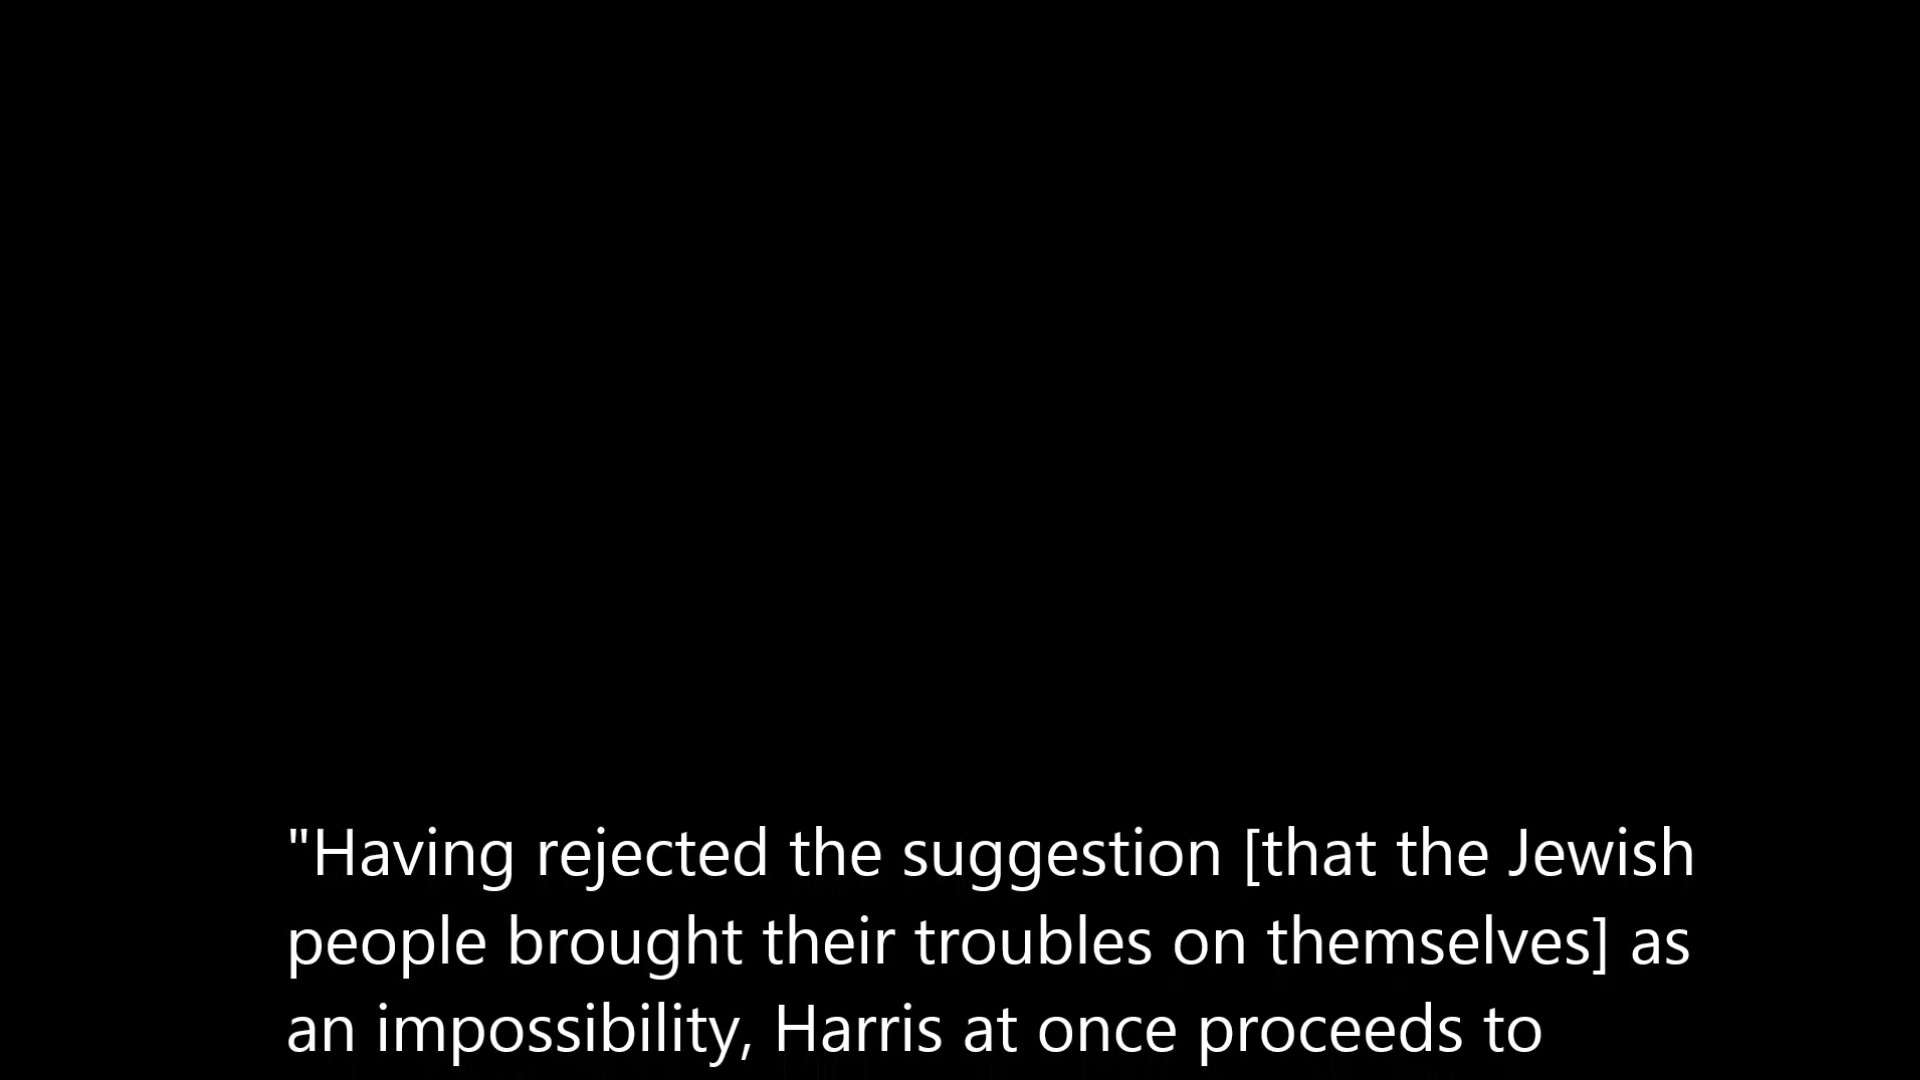 "Having rejected the suggestion [that the Jewish
people brought their troubles on themselves] as
an impossibility, Harris at once proceeds to